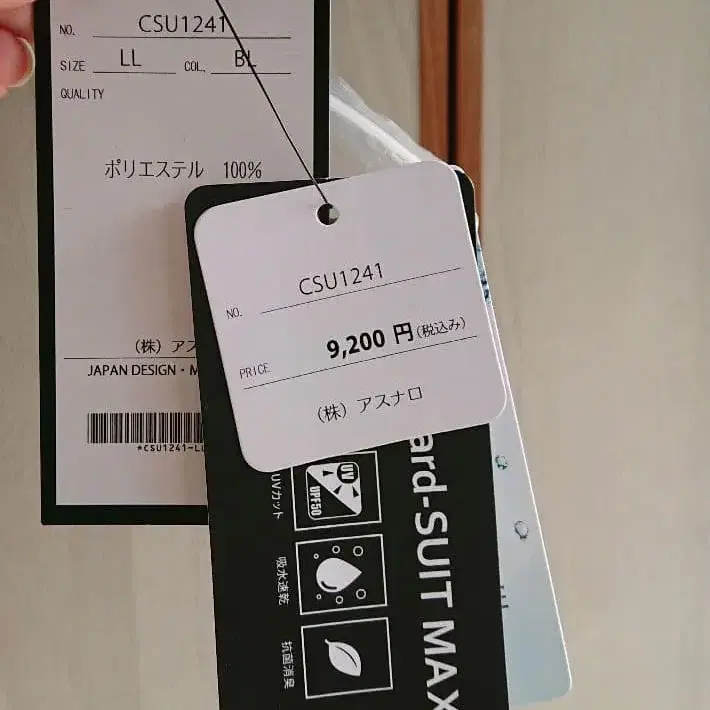 NO. CSU1241
SIZE LL COL. BL
QUALITY
ポリエステル 100%
(株) アス
JAPAN DESIGN・M
*CSU1241-L
NO. CSU1241
PRICE 9,200 円(税込み)
(株) アスナロ
ard-SUIT MAX
UV
UPF50
UVカット
吸水速乾
抗菌消臭